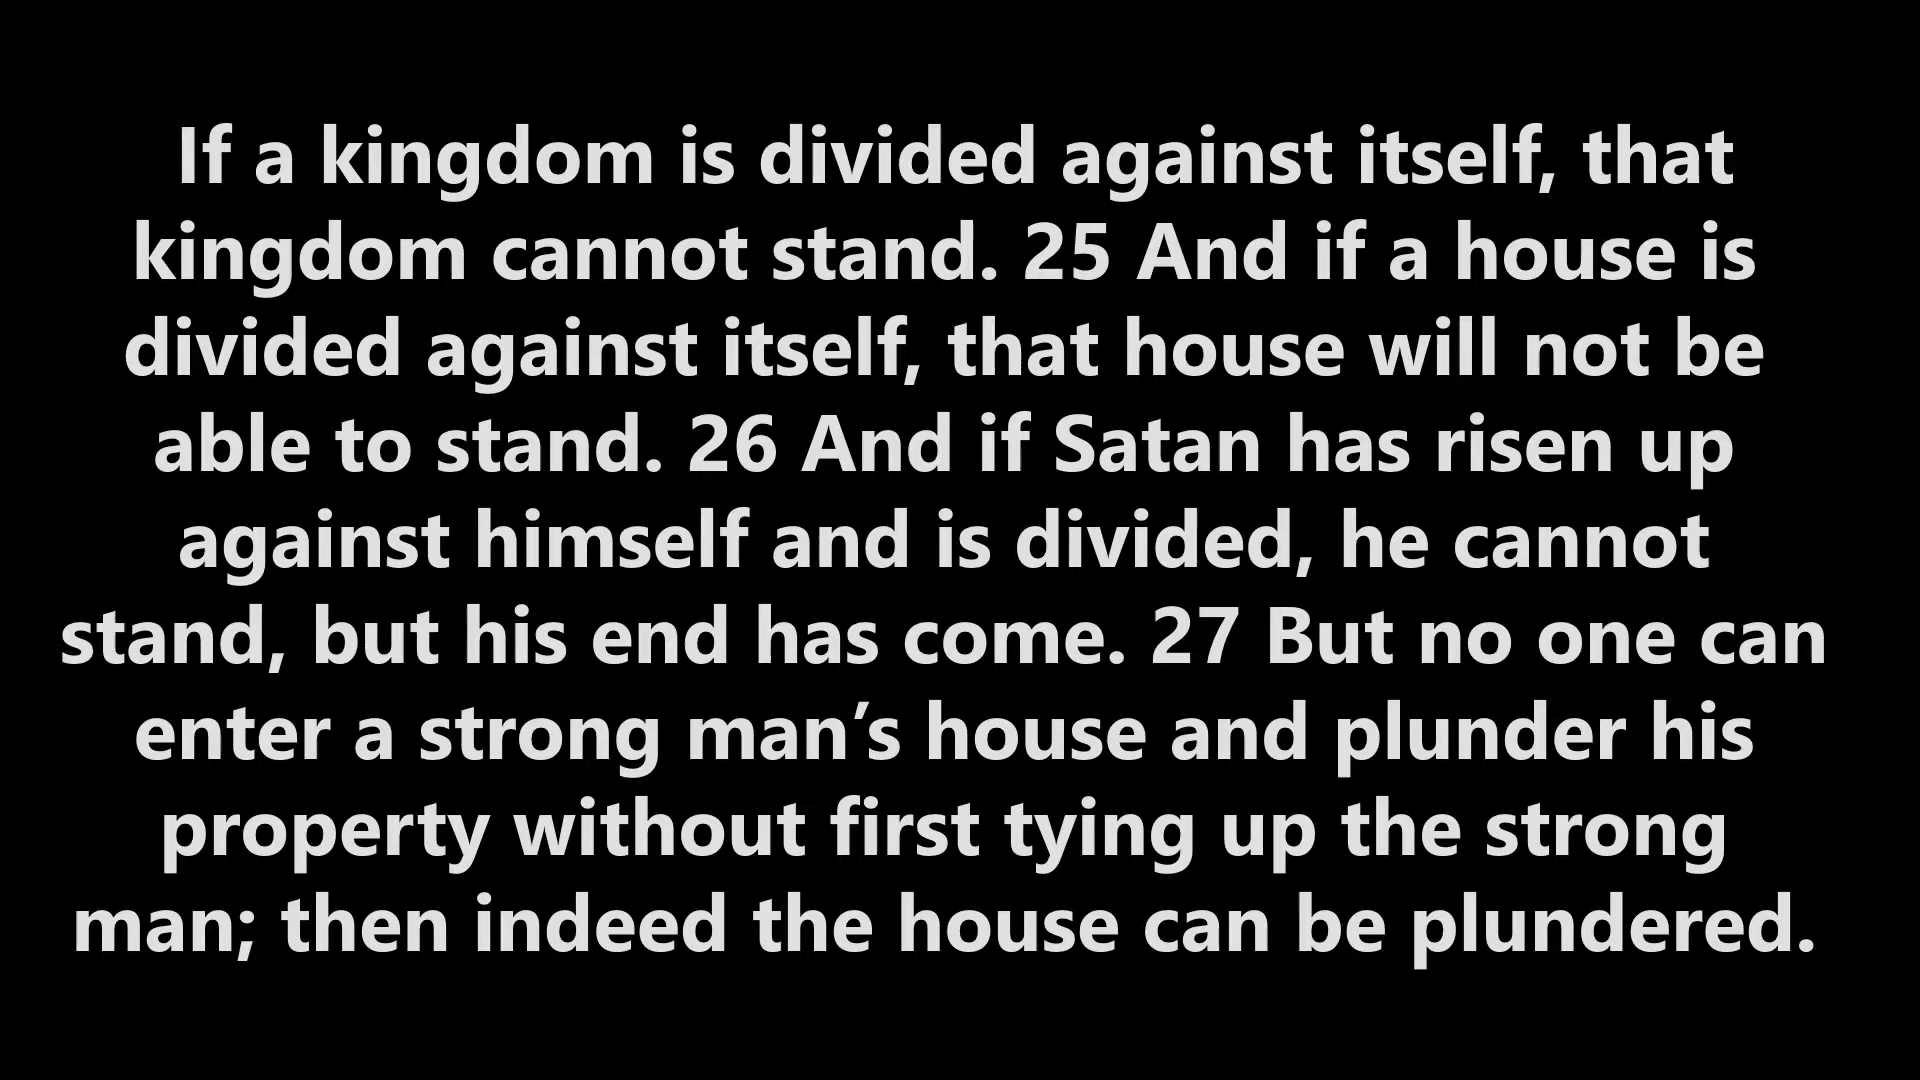 If a kingdom is divided against itself, that
kingdom cannot stand. 25 And if a house is
divided against itself, that house will not be
able to stand. 26 And if Satan has risen up
against himself and is divided, he cannot
stand, but his end has come. 27 But no one can
enter a strong man’s house and plunder his
property without first tying up the strong
man; then indeed the house can be plundered.